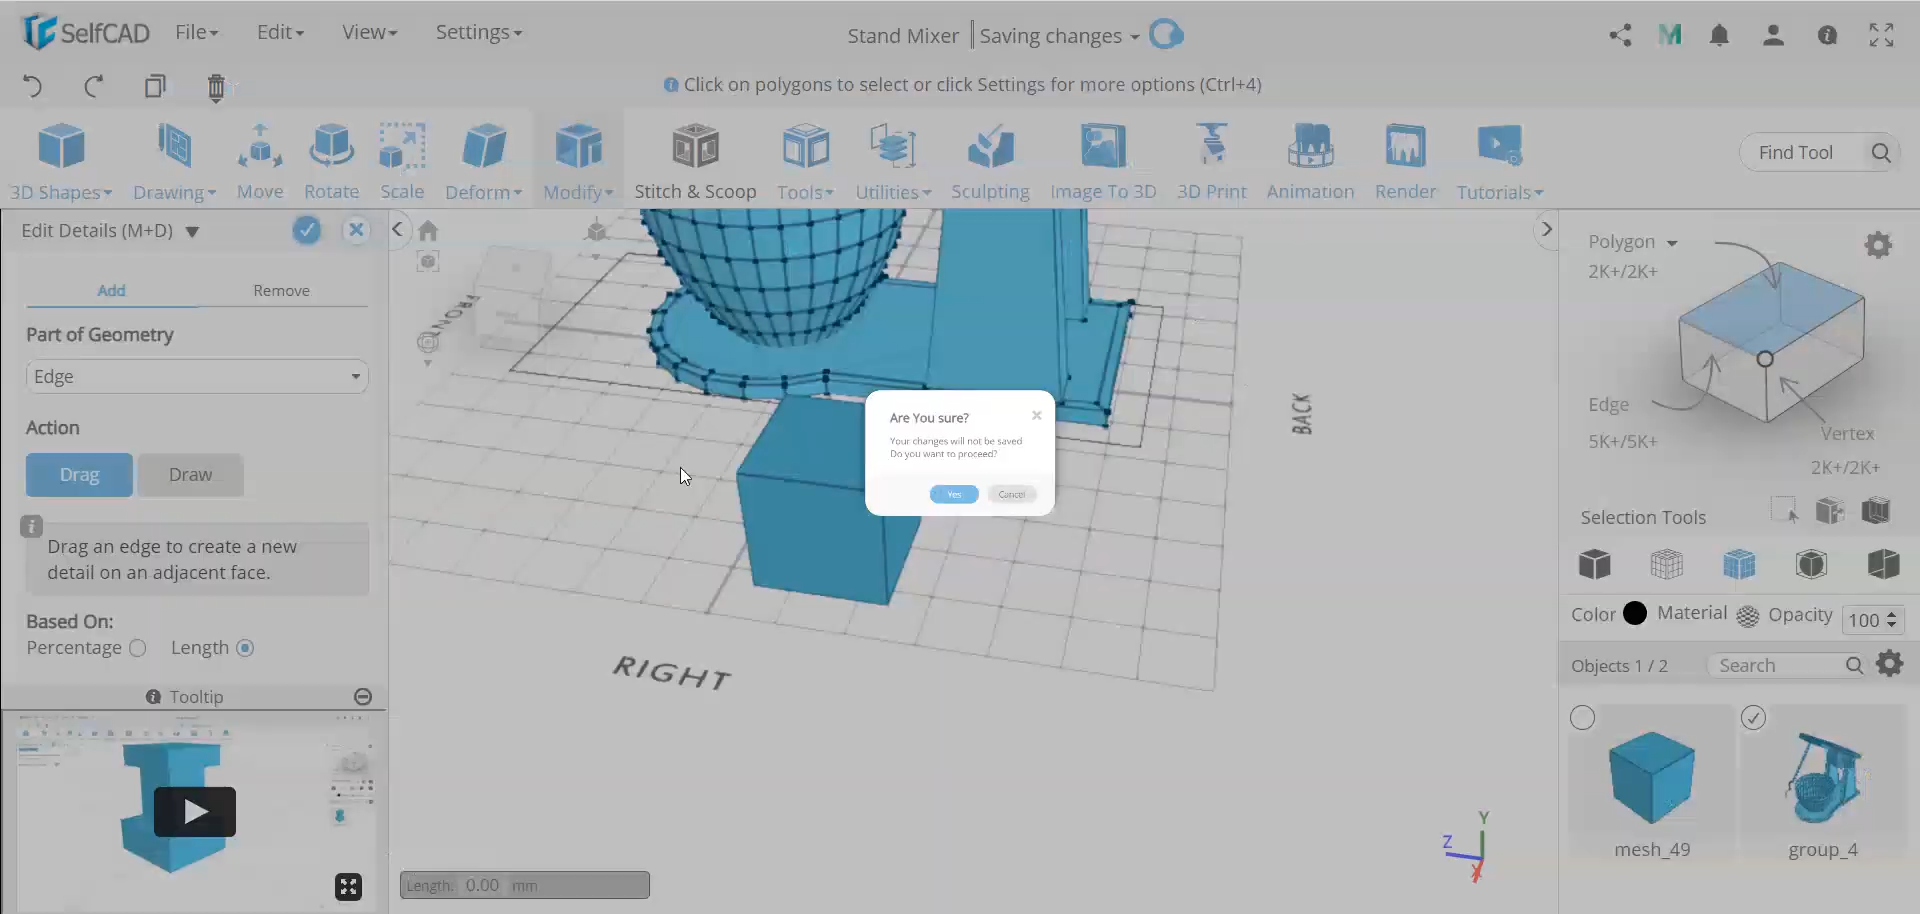 SelfCAD
File
Edit
View
Settings
Stand Mixer
Saving changes
Click on polygons to select or click Settings for more options (Ctrl+4)
3D Shapes
Drawing
Move
Rotate
Scale
Deform
Modify
Stitch & Scoop
Tools
Utilities
Sculpting
Image To 3D
3D Print
Animation
Render
Tutorials
Find Tool
Edit Details (M+D)
Add
Remove
Part of Geometry
Edge
Action
Drag
Draw
Drag an edge to create a new
detail on an adjacent face.
Based On:
Percentage
Length
Tooltip
FRONT
BACK
RIGHT
Are You sure?
Your changes will not be saved
Do you want to proceed?
Yes
Cancel
Length: 0.00 mm
Z
Y
X
Polygon
2K+/2K+
Edge
5K+/5K+
Vertex
2K+/2K+
Selection Tools
Color
Material
Opacity
100
Objects 1 / 2
Search
mesh_49
group_4